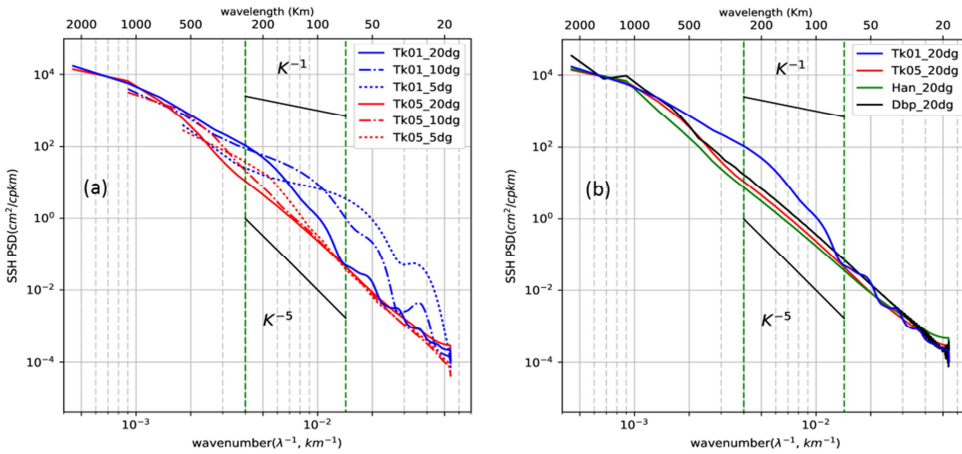 wavelength (Km)
2000 1000 500 200 100 50 20
Tk01_20dg
Tk01_10dg
Tk01_5dg
Tk05_20dg
Tk05_10dg
Tk05_5dg
K⁻¹
(a)
K⁻⁵
SSH PSD(cm²/cpkm)
10⁴
10²
10⁰
10⁻²
10⁻⁴
10⁻³ 10⁻²
wavenumber(λ⁻¹, km⁻¹)
wavelength (Km)
2000 1000 500 200 100 50 20
Tk01_20dg
Tk05_20dg
Han_20dg
Dbp_20dg
K⁻¹
(b)
K⁻⁵
SSH PSD(cm²/cpkm)
10⁴
10²
10⁰
10⁻²
10⁻⁴
10⁻³ 10⁻²
wavenumber(λ⁻¹, km⁻¹)